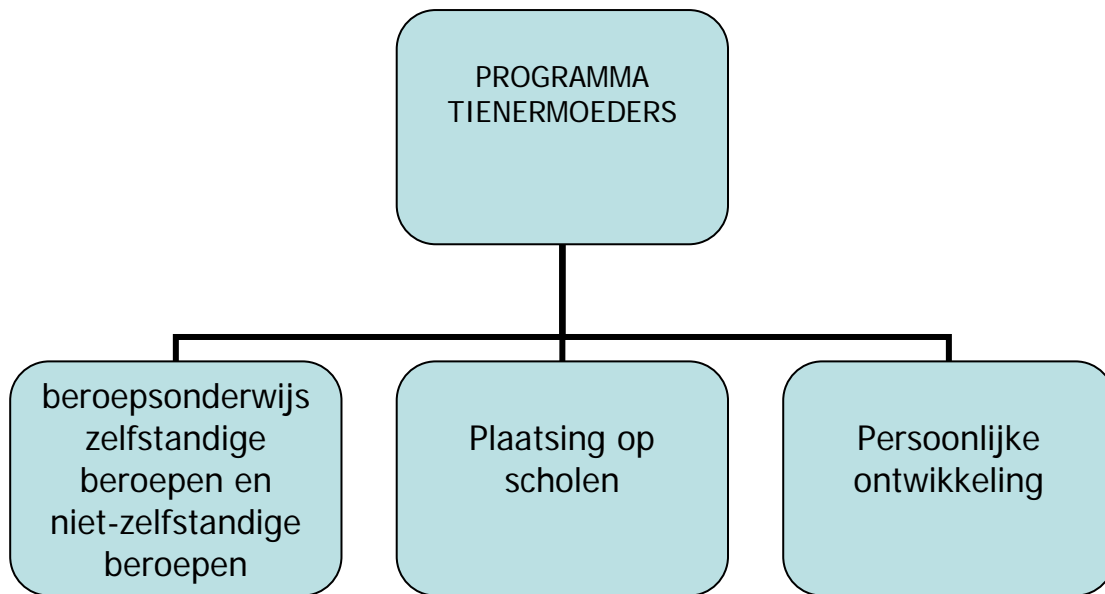 PROGRAMMA
TIENERMOEDERS
beroepsonderwijs
zelfstandige
beroepen en
niet-zelfstandige
beroepen
Plaatsing op
scholen
Persoonlijke
ontwikkeling